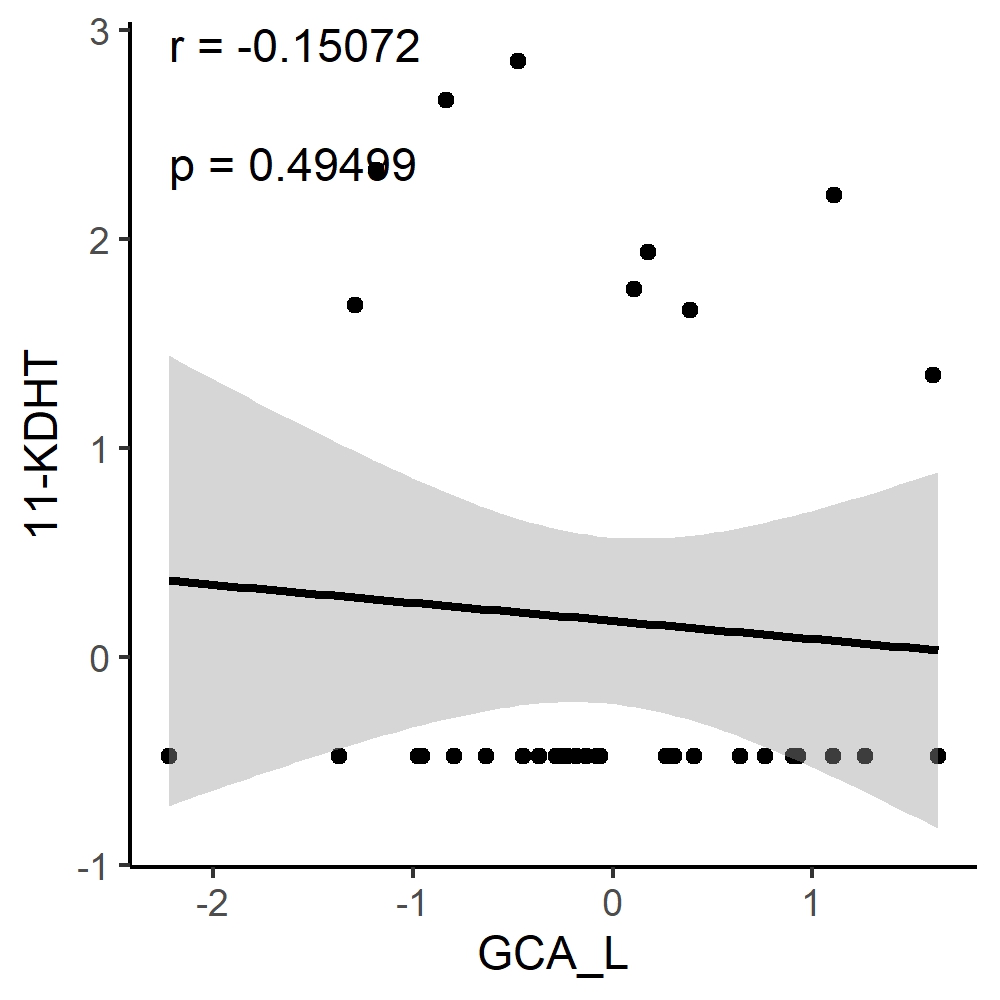 r = -0.15072
p = 0.49499
3
2
1
0
-1
11-KDHT
-2 -1 0 1
GCA_L